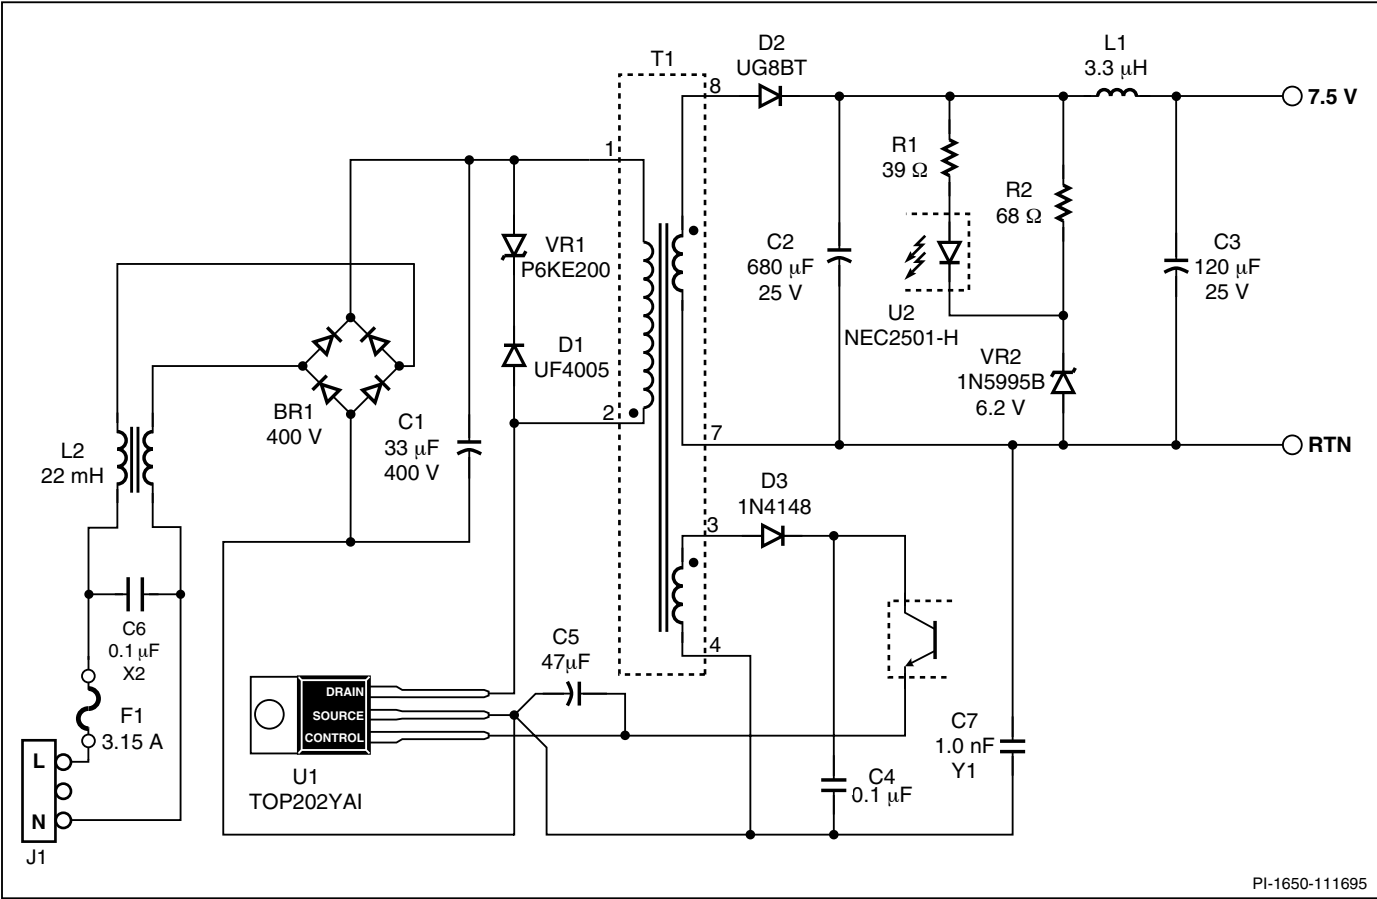 T1
D2
UG8BT
L1
3.3 μH
8
7.5 V
1
R1
39 Ω
R2
68 Ω
VR1
P6KE200
C2
680 μF
25 V
C3
120 μF
25 V
U2
NEC2501-H
D1
UF4005
VR2
1N5995B
6.2 V
BR1
400 V
C1
33 μF
400 V
2
L2
22 mH
7
RTN
D3
1N4148
3
C6
0.1 μF
X2
C5
47μF
4
DRAIN
SOURCE
CONTROL
F1
3.15 A
C7
1.0 nF
Y1
L
N
J1
U1
TOP202YAI
C4
0.1 μF
PI-1650-111695